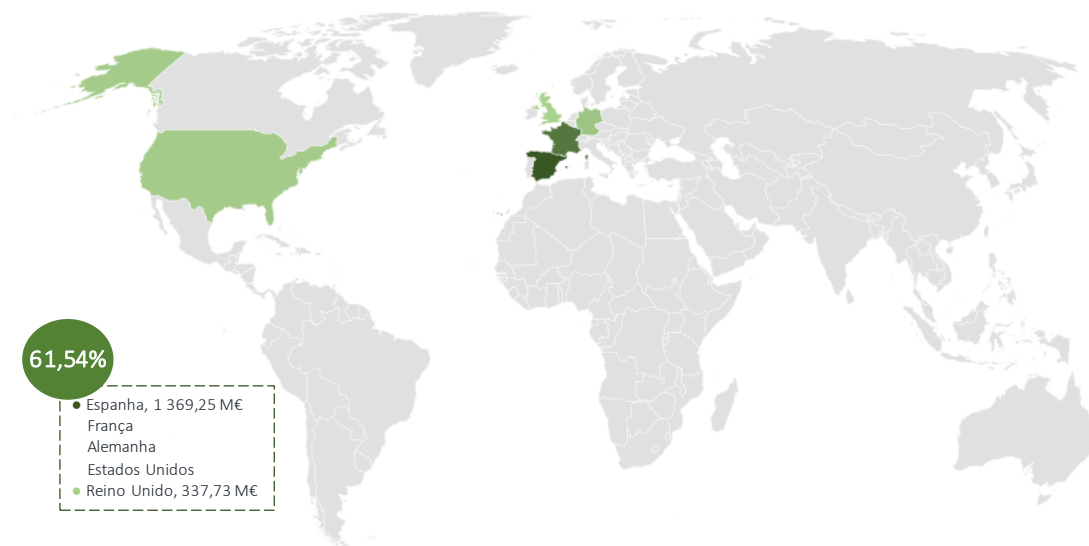 61,54%
Espanha, 1 369,25 M€
França
Alemanha
Estados Unidos
Reino Unido, 337,73 M€